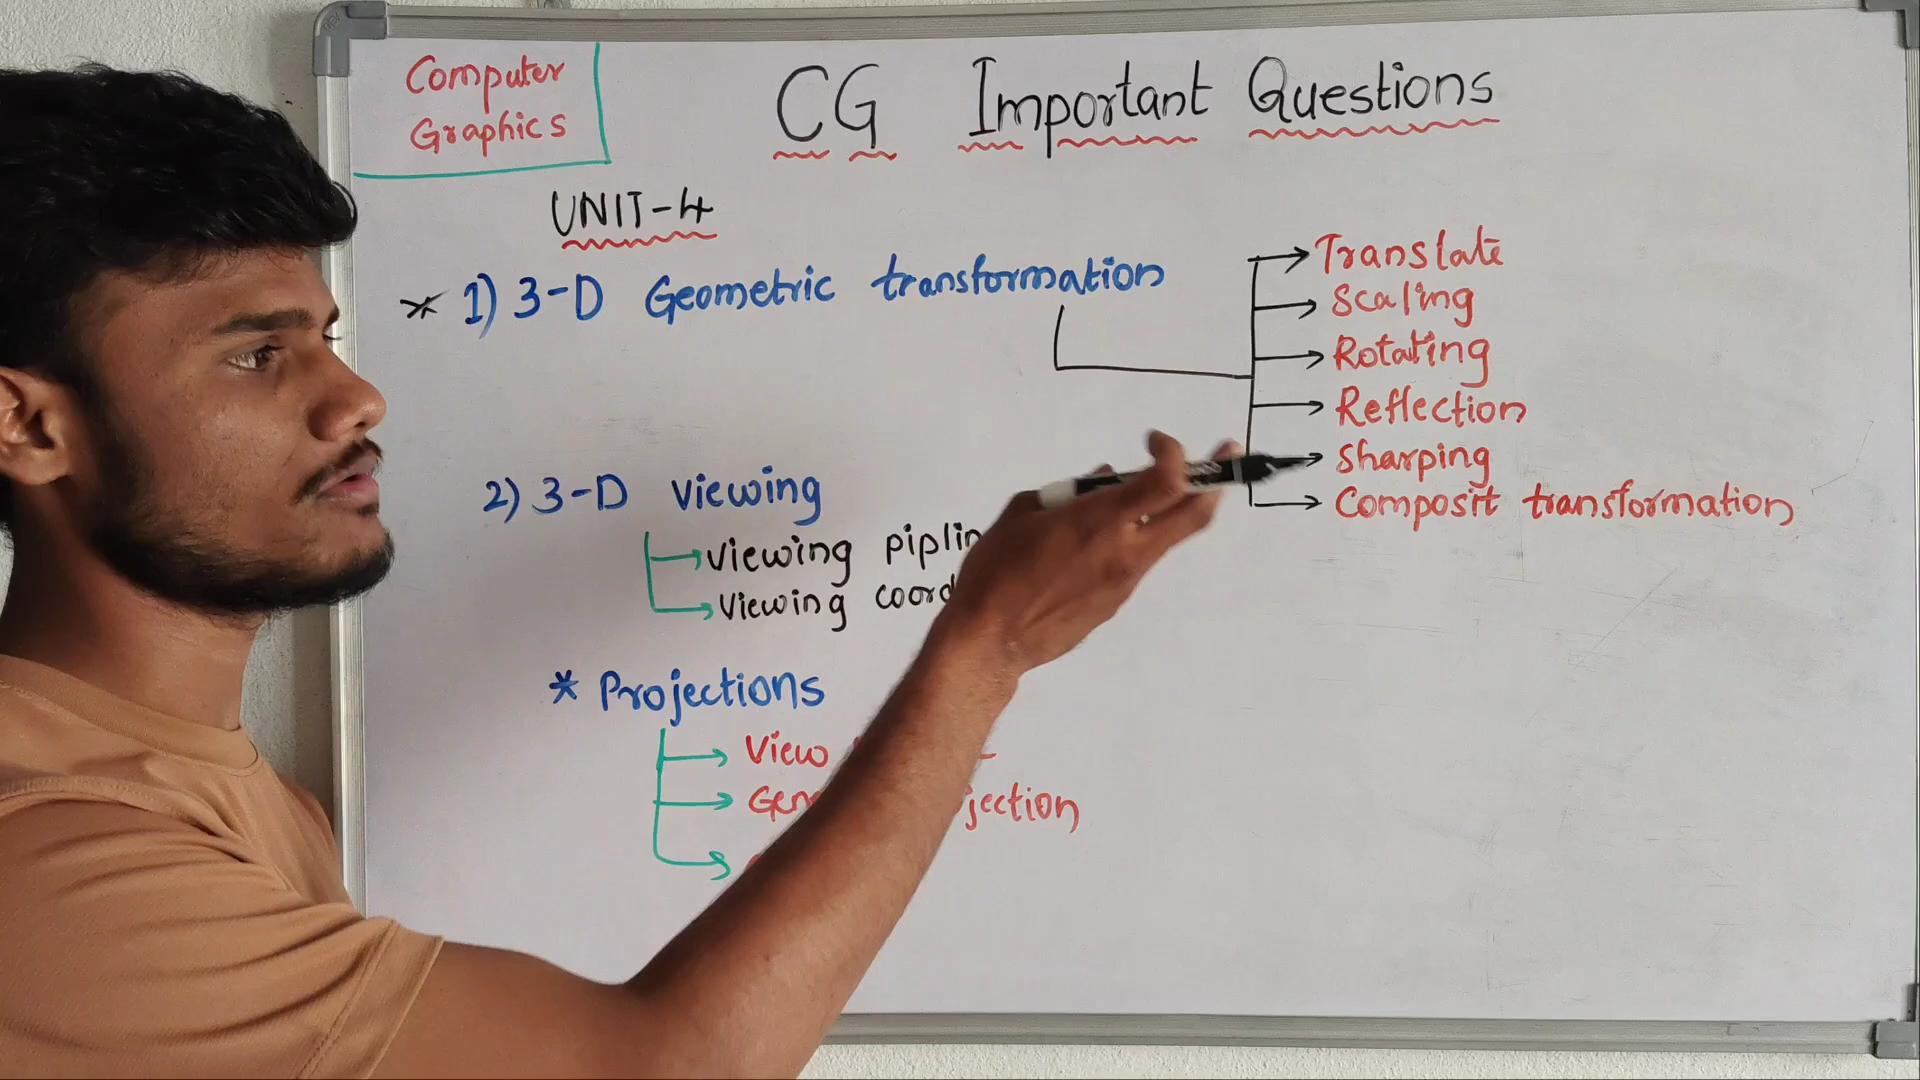 Computer
Graphics
CG Important Questions
UNIT-4
* 1) 3-D Geometric transformation
Translate
Scaling
Rotating
Reflection
Sharping
Composit transformation
2) 3-D viewing
viewing
viewing
* Projections
View